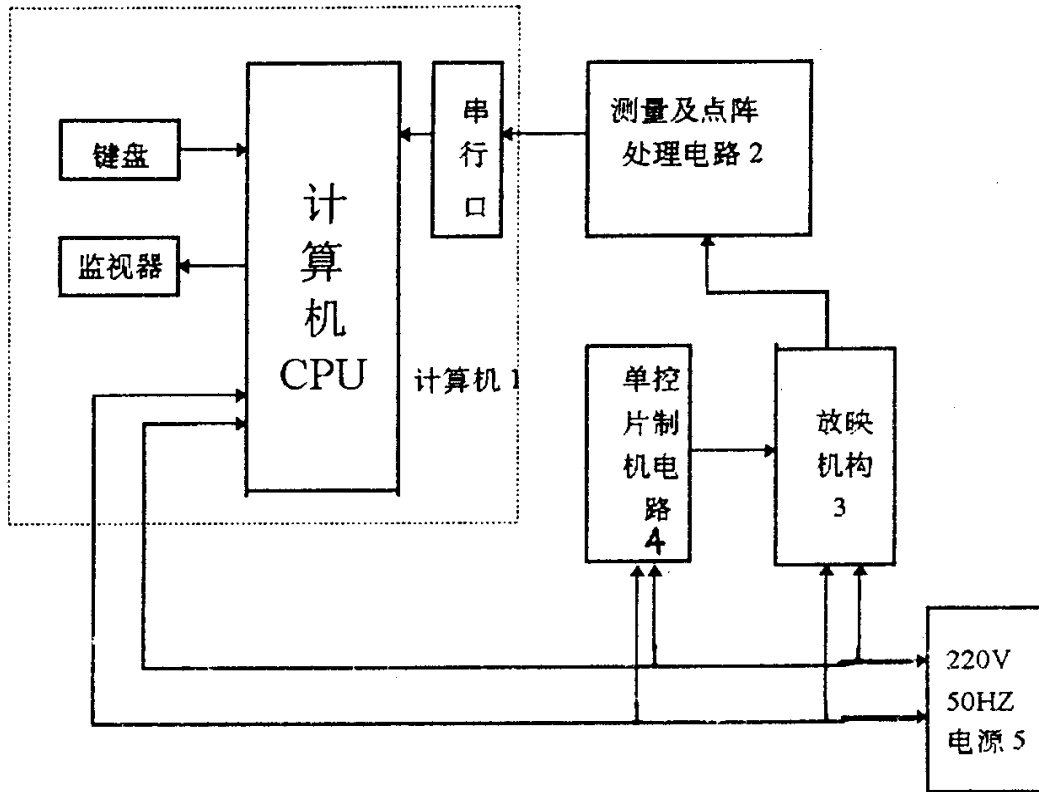 键盘
监视器
计
算
机
CPU
串
行
口
计算机 1
测量及点阵
处理电路 2
单控
片制
机电
路
4
放映
机构
3
220V
50HZ
电源 5